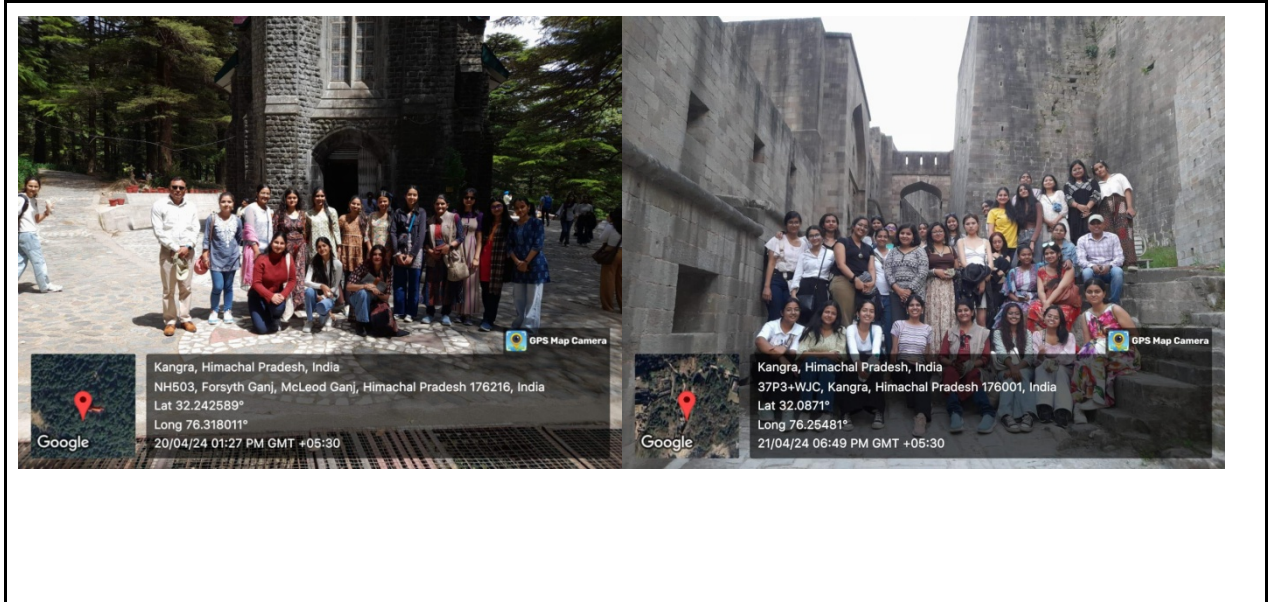 GPS Map Camera
Kangra, Himachal Pradesh, India
NH503, Forsyth Ganj, McLeod Ganj, Himachal Pradesh 176216, India
Lat 32.242589°
Long 76.318011°
20/04/24 01:27 PM GMT +05:30
Google
GPS Map Camera
Kangra, Himachal Pradesh, India
37P3+WJC, Kangra, Himachal Pradesh 176001, India
Lat 32.0871°
Long 76.25481°
21/04/24 06:49 PM GMT +05:30
Google